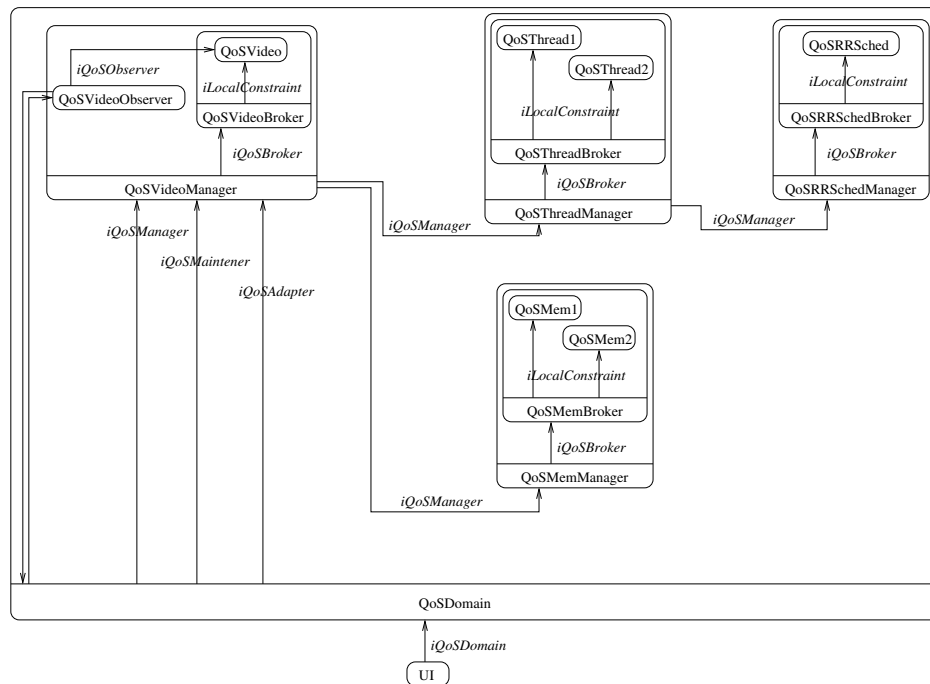 QoSVideo
iQoSObserver
iLocalConstraint
QoSVideoObserver
QoSVideoBroker
iQoSBroker
QoSVideoManager
iQoSManager
iQoSMaintener
iQoSAdapter
QoSThread1
QoSThread2
iLocalConstraint
QoSThreadBroker
iQoSBroker
QoSThreadManager
iQoSManager
iQoSManager
QoSRRSched
iLocalConstraint
QoSRRSchedBroker
iQoSBroker
QoSRRSchedManager
QoSMem1
QoSMem2
iLocalConstraint
QoSMemBroker
iQoSBroker
QoSMemManager
iQoSManager
QoSDomain
iQoSDomain
UI